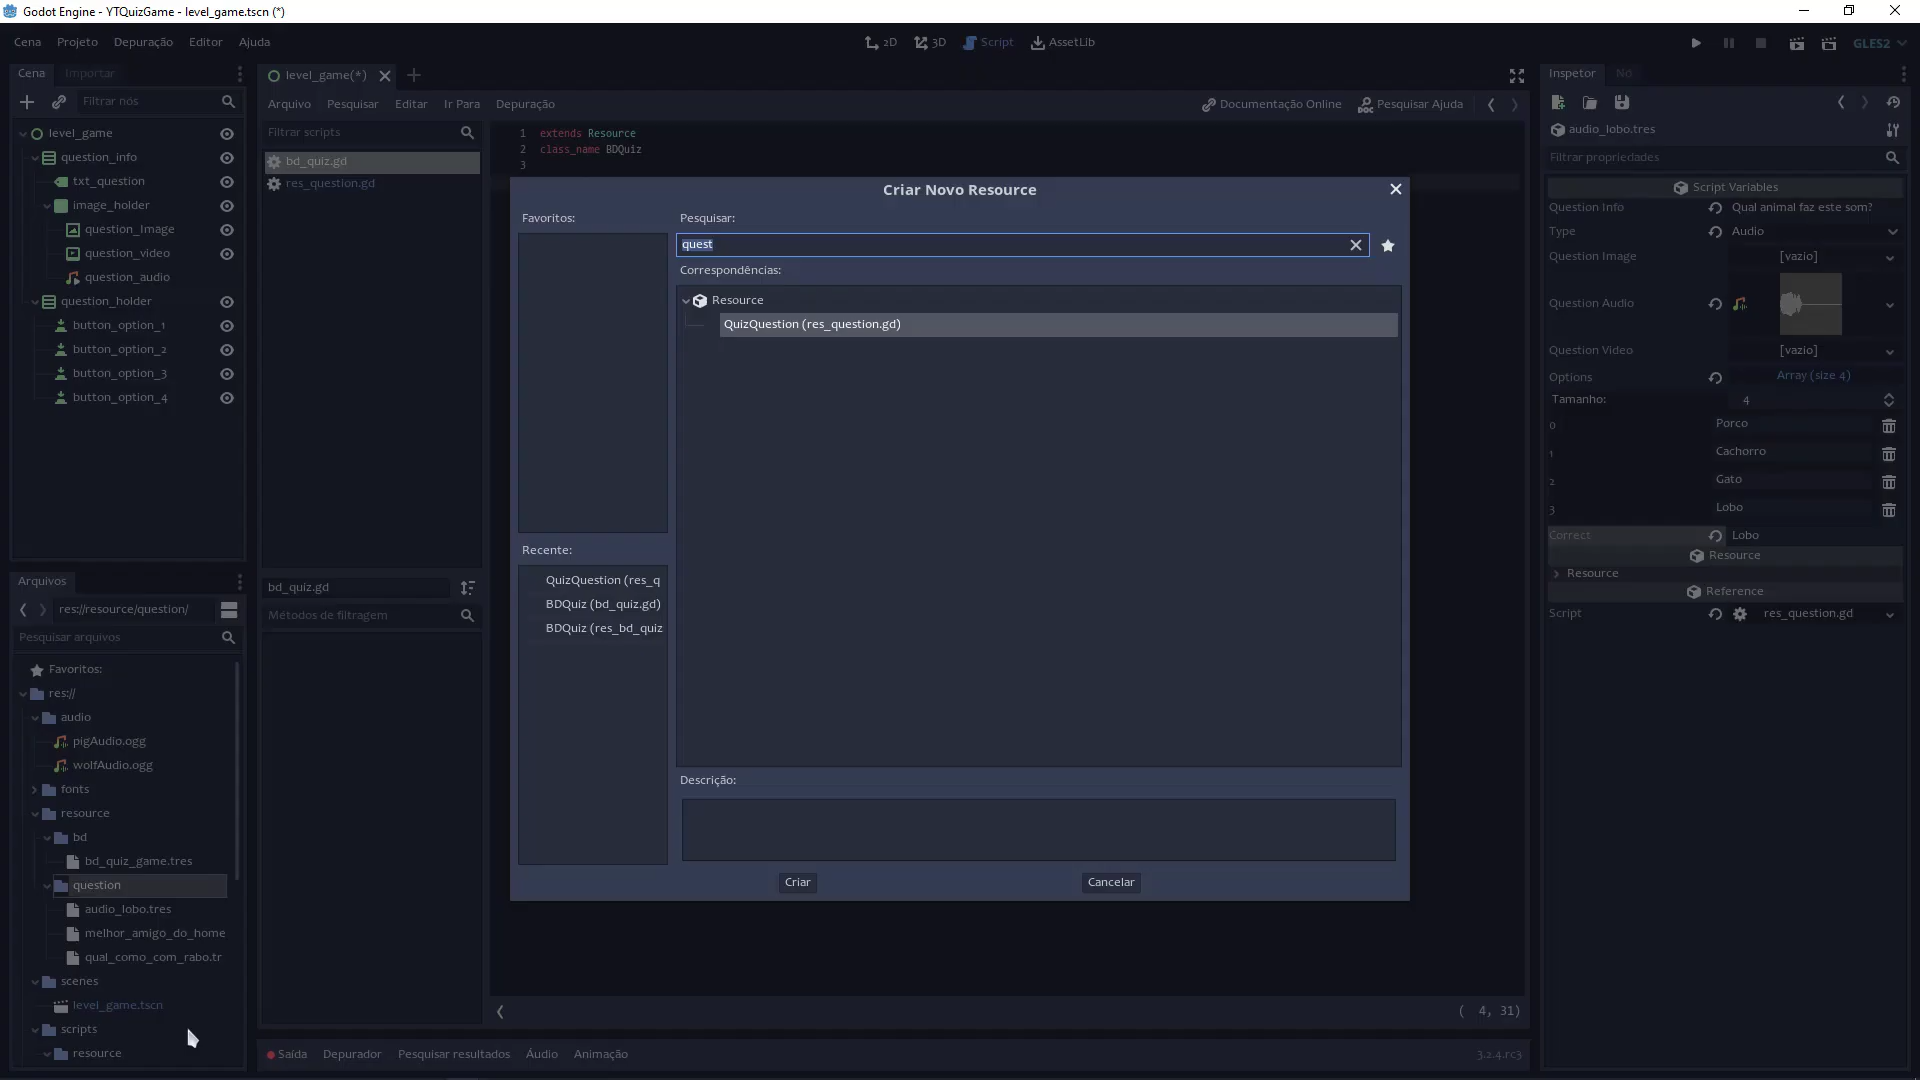 Godot Engine - YTQuizGame - level_game.tscn (*)
Cena Projeto Depuração Editor Ajuda
2D 3D Script AssetLib
GLES2
Cena Importar
Filtrar nós
level_game
question_info
txt_question
image_holder
question_Image
question_video
question_audio
question_holder
button_option_1
button_option_2
button_option_3
button_option_4
Arquivos
res://resource/question/
Pesquisar arquivos
Favoritos:
res://
audio
pigAudio.ogg
wolfAudio.ogg
fonts
resource
bd
bd_quiz_game.tres
question
audio_lobo.tres
melhor_amigo_do_home
qual_como_com_rabo.tr
scenes
level_game.tscn
scripts
resource
level_game(*)
Arquivo Pesquisar Editar Ir Para Depuração
Documentação Online Pesquisar Ajuda
Filtrar scripts
bd_quiz.gd
res_question.gd
bd_quiz.gd
Métodos de filtragem
1 extends Resource
2 class_name BDQuiz
3
Criar Novo Resource
Favoritos:
Pesquisar:
quest
Correspondências:
Resource
QuizQuestion (res_question.gd)
Recente:
QuizQuestion (res_q
BDQuiz (bd_quiz.gd)
BDQuiz (res_bd_quiz
Descrição:
Criar
Cancelar
( 4, 31)
Saída Depurador Pesquisar resultados Áudio Animação
3.2.4.rc3
Inspetor Nó
audio_lobo.tres
Filtrar propriedades
Script Variables
Question Info Qual animal faz este som?
Type Audio
Question Image [vazio]
Question Audio
Question Video [vazio]
Options Array (size 4)
Tamanho: 4
0 Porco
1 Cachorro
2 Gato
3 Lobo
Correct Lobo
Resource
Resource
Reference
Script res_question.gd